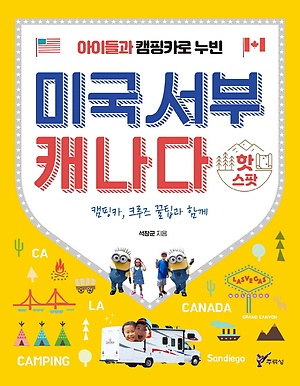 아이들과 캠핑카로 누빈
미국 서부
캐나다
핫
스팟
캠핑카, 크루즈 꿀팁과 함께
석장군 지음
CA
LAS VEGAS
LA
CANADA
GRAND CANYON
CAMPING
Sandiego